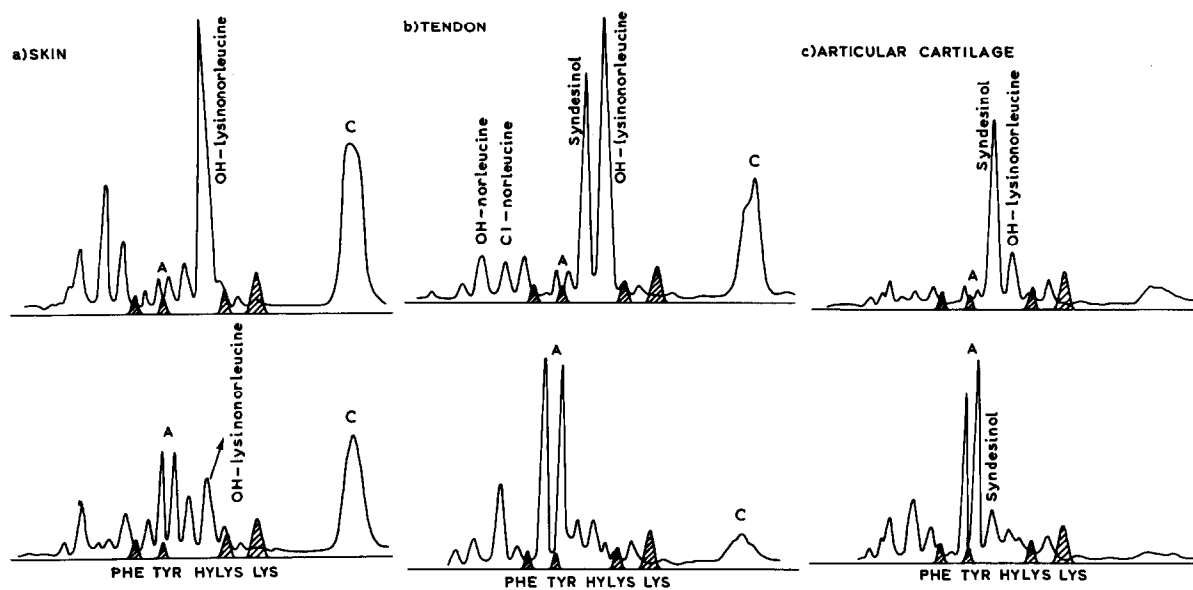 a)SKIN
OH-lysinonorleucine
C
A
b)TENDON
OH-norleucine
Cl-norleucine
Syndesinol
OH-lysinonorleucine
A
C
c)ARTICULAR CARTILAGE
Syndesinol
OH-lysinonorleucine
A
A
OH-lysinonorleucine
C
PHE TYR HYLYS LYS
A
C
PHE TYR HYLYS LYS
A
Syndesinol
PHE TYR HYLYS LYS